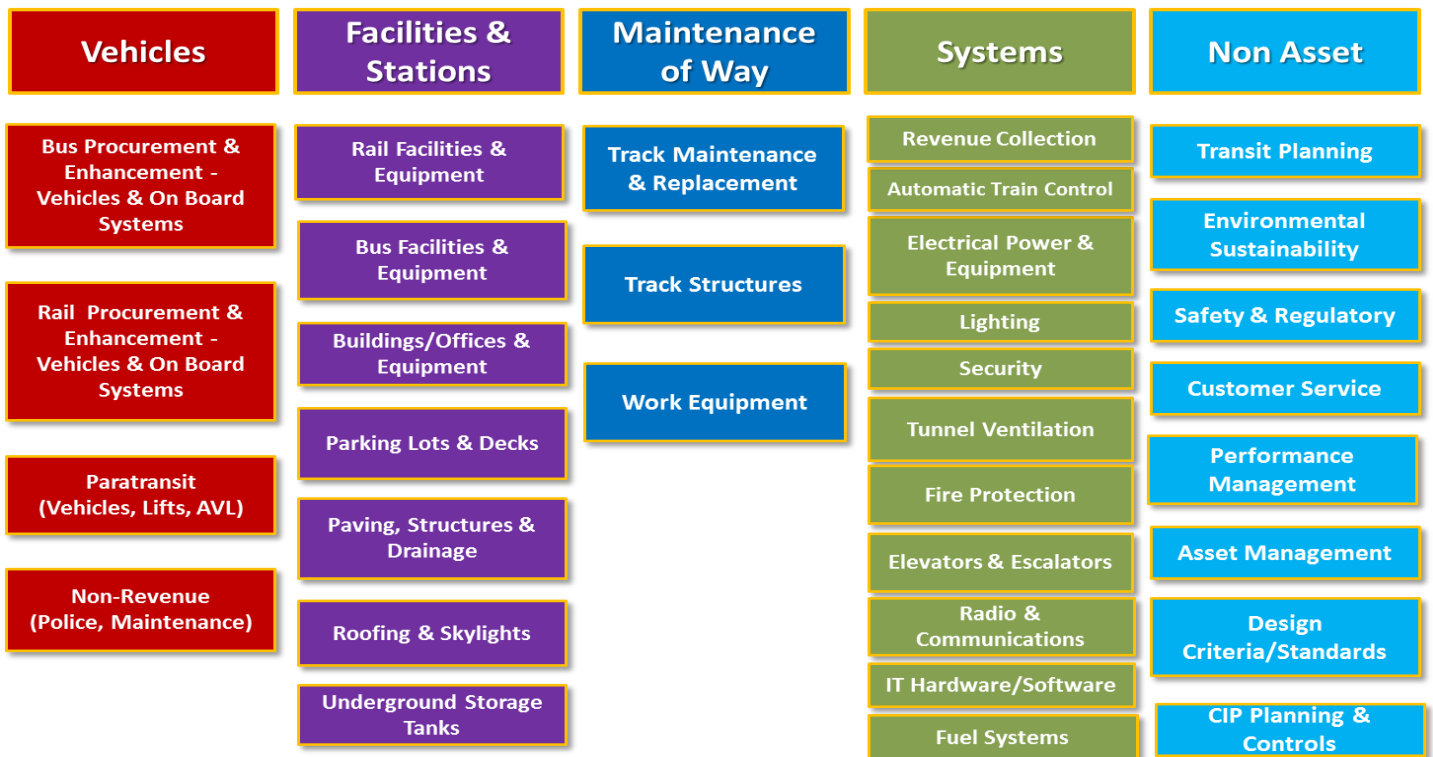 Vehicles
Bus Procurement &
Enhancement -
Vehicles & On Board
Systems
Rail Procurement &
Enhancement -
Vehicles & On Board
Systems
Paratransit
(Vehicles, Lifts, AVL)
Non-Revenue
(Police, Maintenance)
Facilities &
Stations
Rail Facilities &
Equipment
Bus Facilities &
Equipment
Buildings/Offices &
Equipment
Parking Lots & Decks
Paving, Structures &
Drainage
Roofing & Skylights
Underground Storage
Tanks
Maintenance
of Way
Track Maintenance
& Replacement
Track Structures
Work Equipment
Systems
Revenue Collection
Automatic Train Control
Electrical Power &
Equipment
Lighting
Security
Tunnel Ventilation
Fire Protection
Elevators & Escalators
Radio &
Communications
IT Hardware/Software
Fuel Systems
Non Asset
Transit Planning
Environmental
Sustainability
Safety & Regulatory
Customer Service
Performance
Management
Asset Management
Design
Criteria/Standards
CIP Planning &
Controls